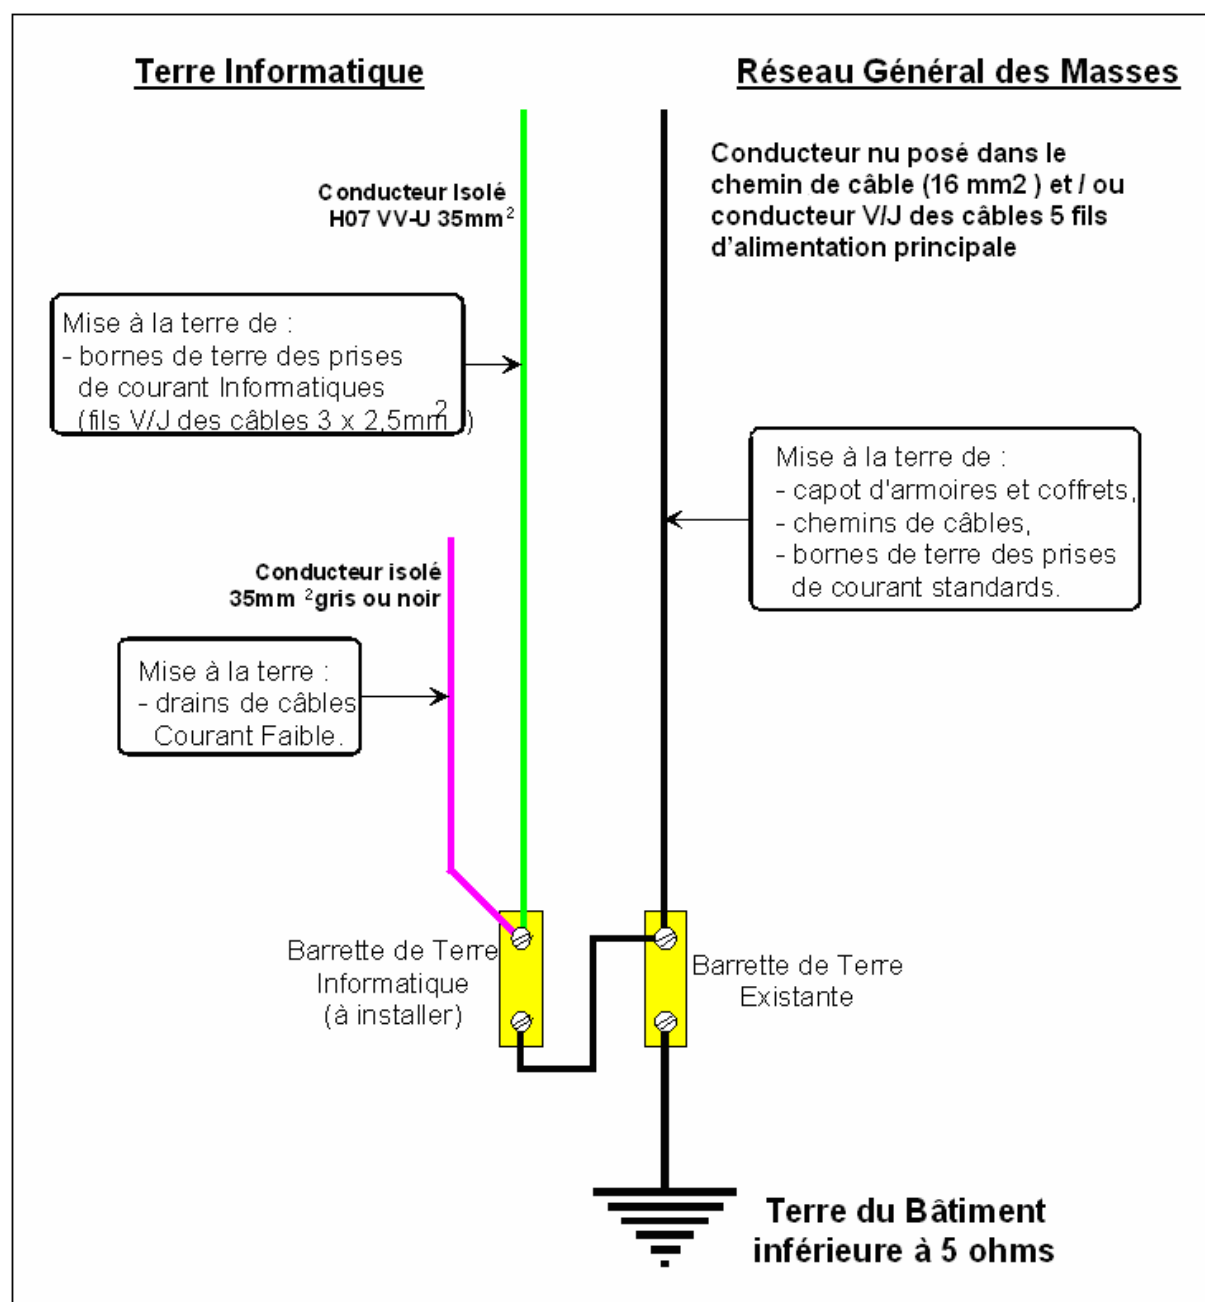 Terre Informatique
Réseau Général des Masses
Conducteur nu posé dans le
chemin de câble (16 mm2 ) et / ou
conducteur V/J des câbles 5 fils
d'alimentation principale
Conducteur Isolé
H07 VV-U 35mm²
Mise à la terre de :
- bornes de terre des prises
de courant Informatiques
(fils V/J des câbles 3 x 2,5mm²)
Mise à la terre de :
- capot d'armoires et coffrets,
- chemins de câbles,
- bornes de terre des prises
de courant standards.
Conducteur isolé
35mm ²gris ou noir
Mise à la terre :
- drains de câbles
Courant Faible.
Barrette de Terre
Informatique
(à installer)
Barrette de Terre
Existante
Terre du Bâtiment
inférieure à 5 ohms